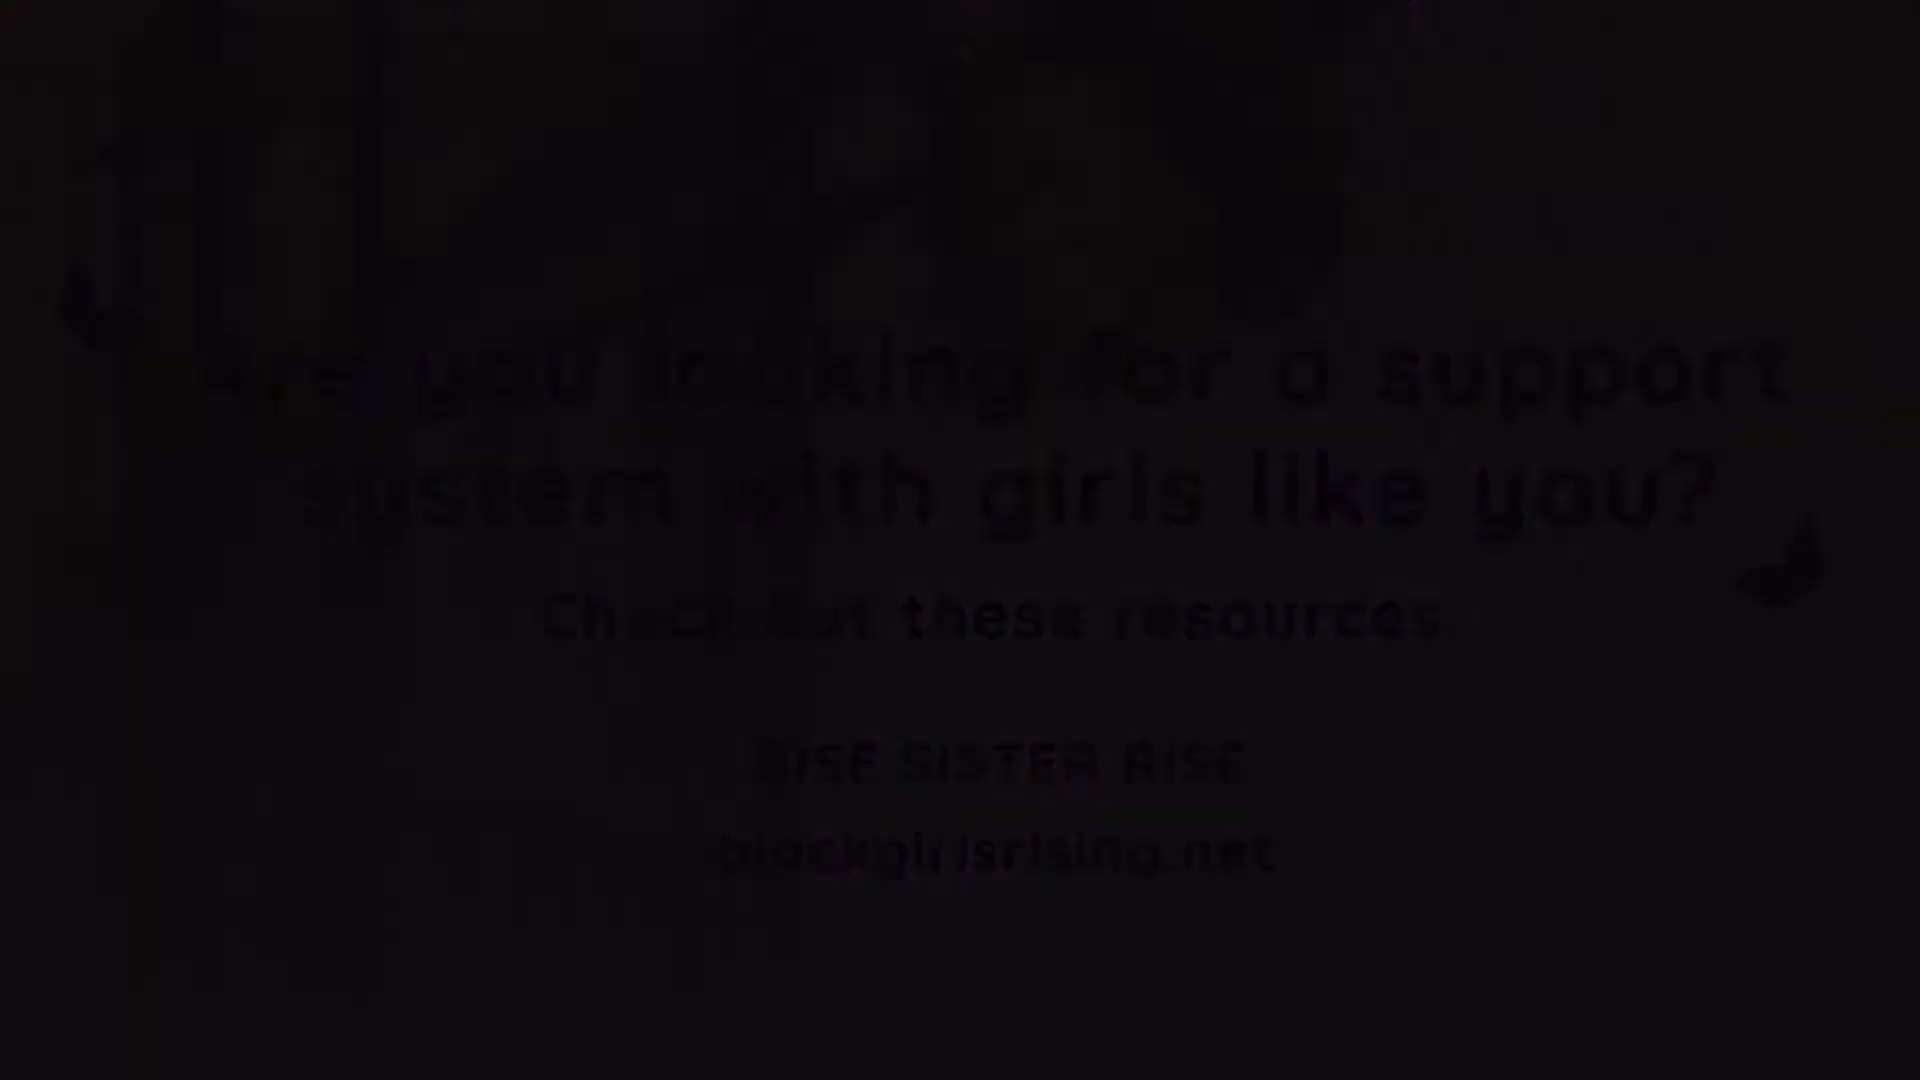 Are you looking for a support
system with girls like you?
Check out these resources
RISE SISTER RISE
blackgirlsrising.net